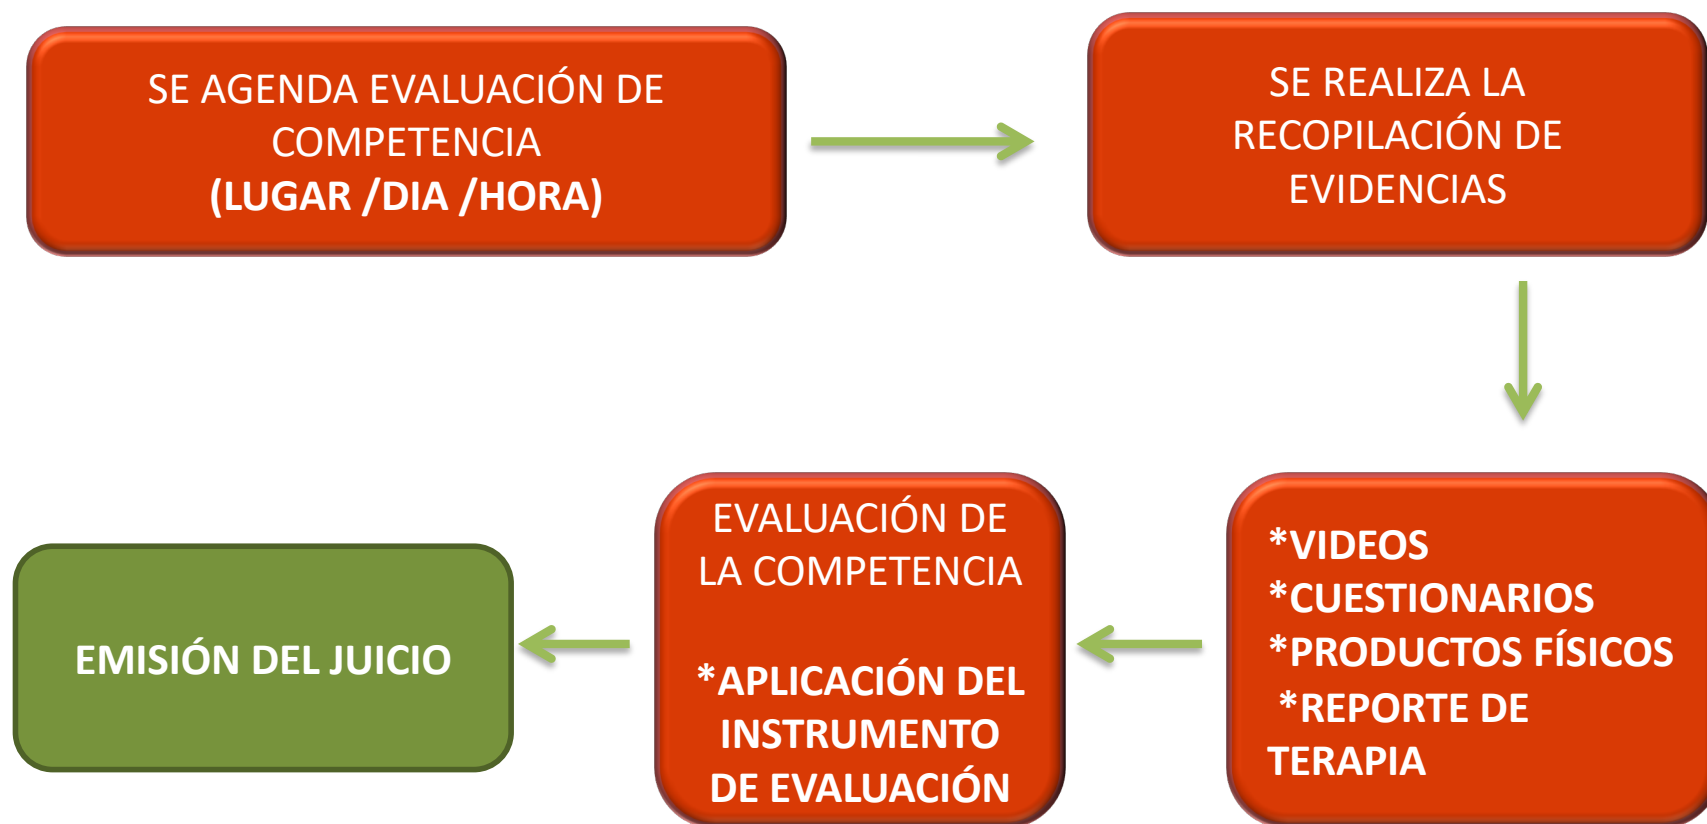 SE AGENDA EVALUACIÓN DE
COMPETENCIA
(LUGAR /DIA /HORA)
SE REALIZA LA
RECOPILACIÓN DE
EVIDENCIAS
*VIDEOS
*CUESTIONARIOS
*PRODUCTOS FÍSICOS
*REPORTE DE
TERAPIA
EVALUACIÓN DE
LA COMPETENCIA
*APLICACIÓN DEL
INSTRUMENTO
DE EVALUACIÓN
EMISIÓN DEL JUICIO